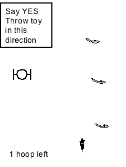 Say YES
Throw toy
in this
direction
1 hoop left